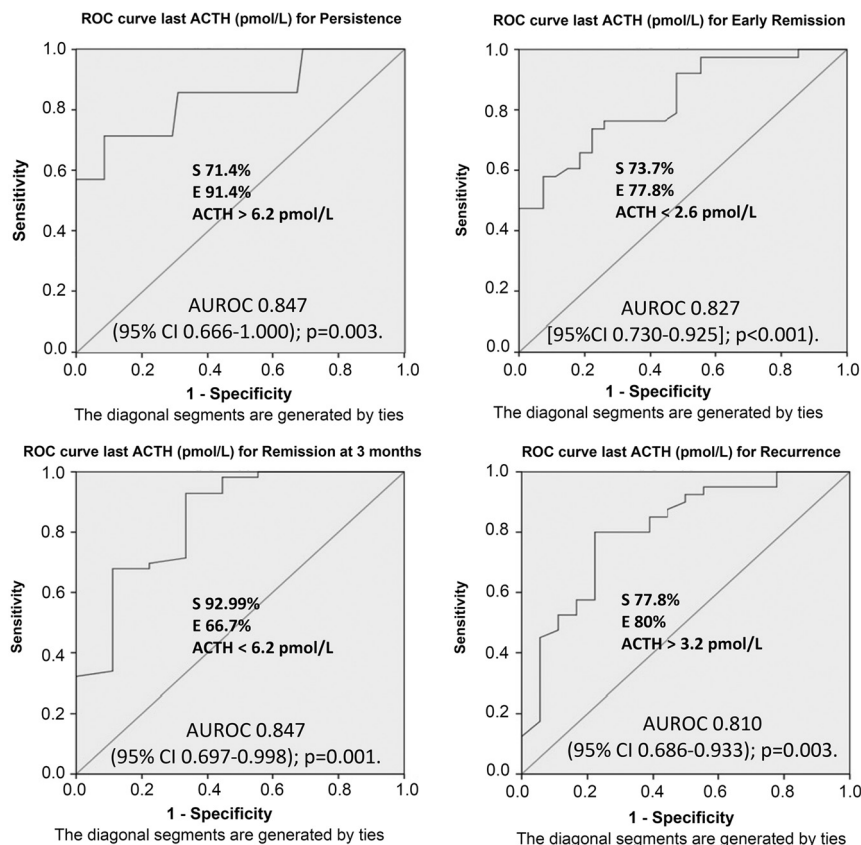 ROC curve last ACTH (pmol/L) for Persistence
1.0
0.8
0.6
0.4
0.2
0.0
Sensitivity
S 71.4%
E 91.4%
ACTH > 6.2 pmol/L
AUROC 0.847
(95% CI 0.666-1.000); p=0.003.
0.0 0.2 0.4 0.6 0.8 1.0
1 - Specificity
The diagonal segments are generated by ties
ROC curve last ACTH (pmol/L) for Early Remission
1.0
0.8
0.6
0.4
0.2
0.0
Sensitivity
S 73.7%
E 77.8%
ACTH < 2.6 pmol/L
AUROC 0.827
[95%CI 0.730-0.925]; p<0.001).
0.0 0.2 0.4 0.6 0.8 1.0
1 - Specificity
The diagonal segments are generated by ties
ROC curve last ACTH (pmol/L) for Remission at 3 months
1.0
0.8
0.6
0.4
0.2
0.0
Sensitivity
S 92.99%
E 66.7%
ACTH < 6.2 pmol/L
AUROC 0.847
(95% CI 0.697-0.998); p=0.001.
0.0 0.2 0.4 0.6 0.8 1.0
1 - Specificity
The diagonal segments are generated by ties
ROC curve last ACTH (pmol/L) for Recurrence
1.0
0.8
0.6
0.4
0.2
0.0
Sensitivity
S 77.8%
E 80%
ACTH > 3.2 pmol/L
AUROC 0.810
(95% CI 0.686-0.933); p=0.003.
0.0 0.2 0.4 0.6 0.8 1.0
1 - Specificity
The diagonal segments are generated by ties